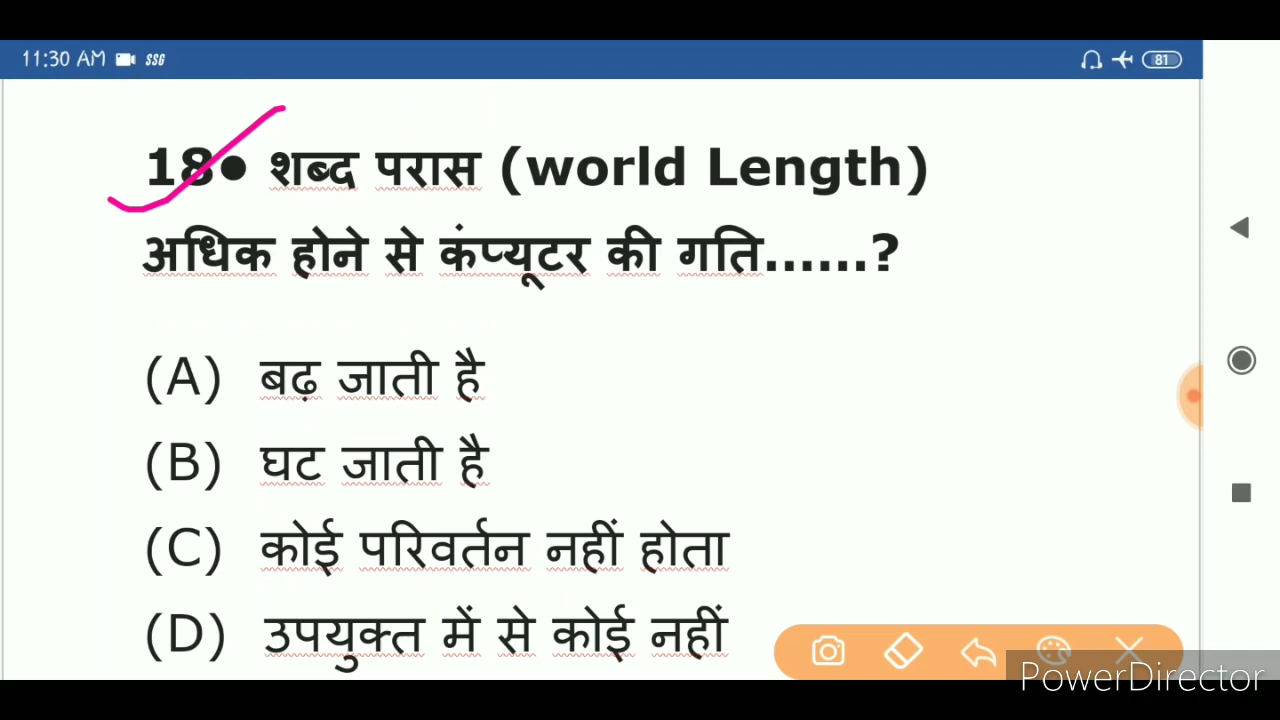 11:30 AM SSG 81
18● शब्द परास (world Length)
अधिक होने से कंप्यूटर की गति......?
(A) बढ़ जाती है
(B) घट जाती है
(C) कोई परिवर्तन नहीं होता
(D) उपयुक्त में से कोई नहीं
PowerDirector